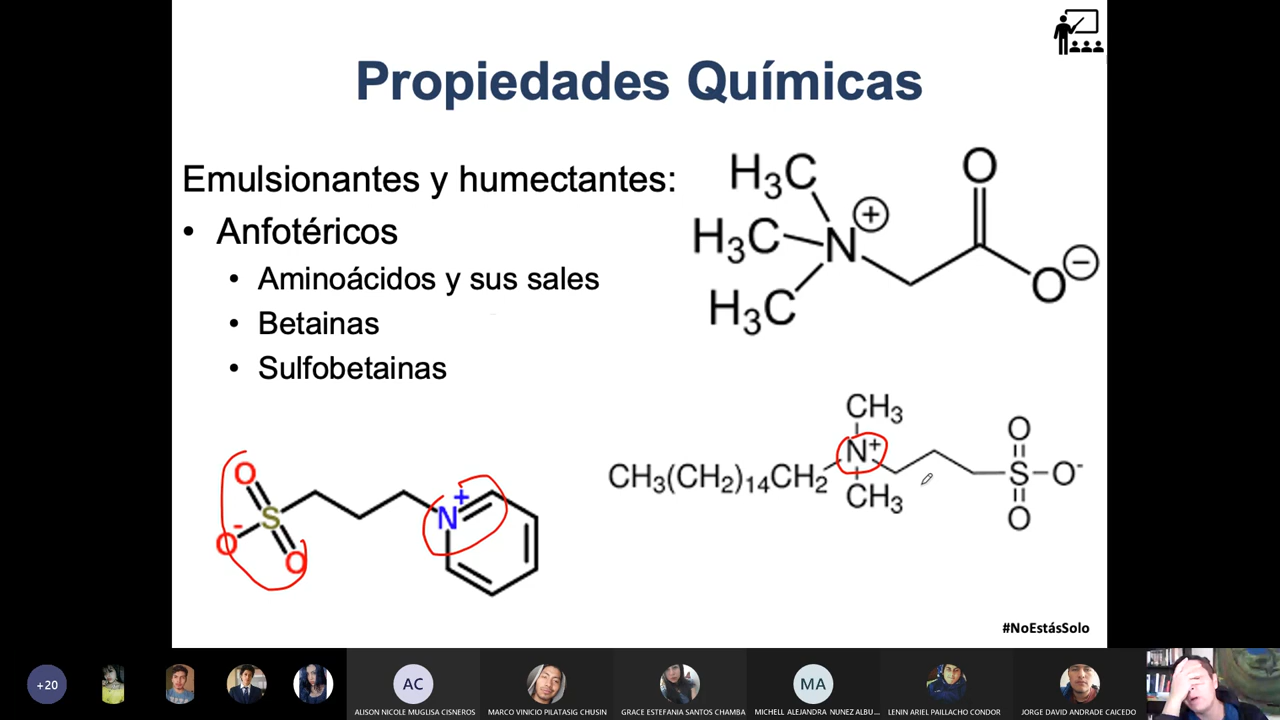 Propiedades Químicas
Emulsionantes y humectantes:
• Anfotéricos
• Aminoácidos y sus sales
• Betainas
• Sulfobetainas
H₃C
H₃C
H₃C
N
+
O
O
−
CH₃
N⁺
CH₃(CH₂)₁₄CH₂
CH₃
O
S
O⁻
O
O
S
-
O
O
N
+
#NoEstásSolo
+20
AC
MA
ALISON NICOLE MUGLISA CISNEROS
MARCO VINICIO PILATASIG CHUSIN
GRACE ESTEFANIA SANTOS CHAMBA
MICHELL ALEJANDRA NUNEZ ALBU...
LENIN ARIEL PAILLACHO CONDOR
JORGE DAVID ANDRADE CAICEDO